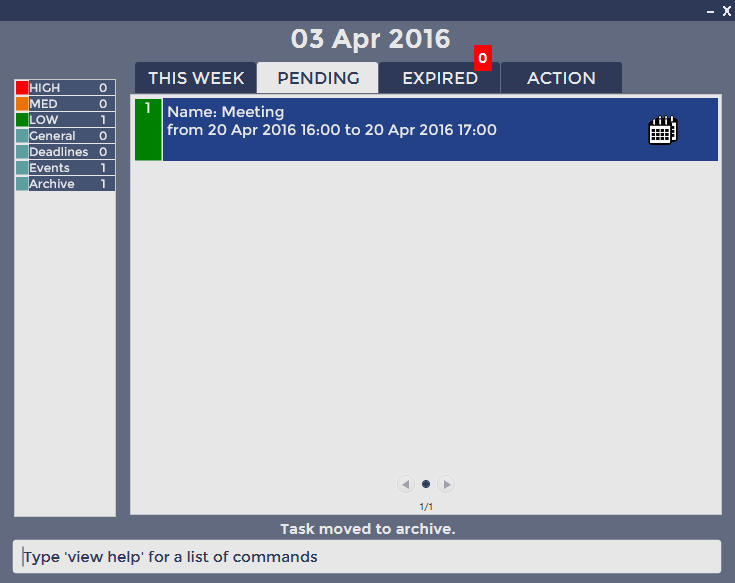 – X
03 Apr 2016
0
THIS WEEK PENDING EXPIRED ACTION
HIGH 0
MED 0
LOW 1
General 0
Deadlines 0
Events 1
Archive 1
1
Name: Meeting
from 20 Apr 2016 16:00 to 20 Apr 2016 17:00
1/1
Task moved to archive.
Type 'view help' for a list of commands